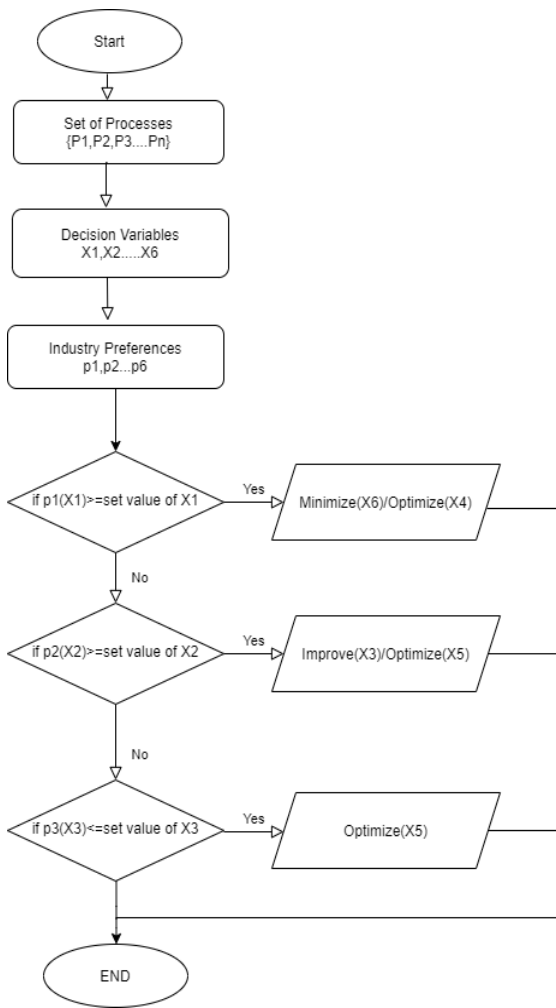 Start
Set of Processes
{P1,P2,P3....Pn}
Decision Variables
X1,X2.....X6
Industry Preferences
p1,p2...p6
if p1(X1)>=set value of X1
Yes
Minimize(X6)/Optimize(X4)
No
if p2(X2)>=set value of X2
Yes
Improve(X3)/Optimize(X5)
No
if p3(X3)<=set value of X3
Yes
Optimize(X5)
END